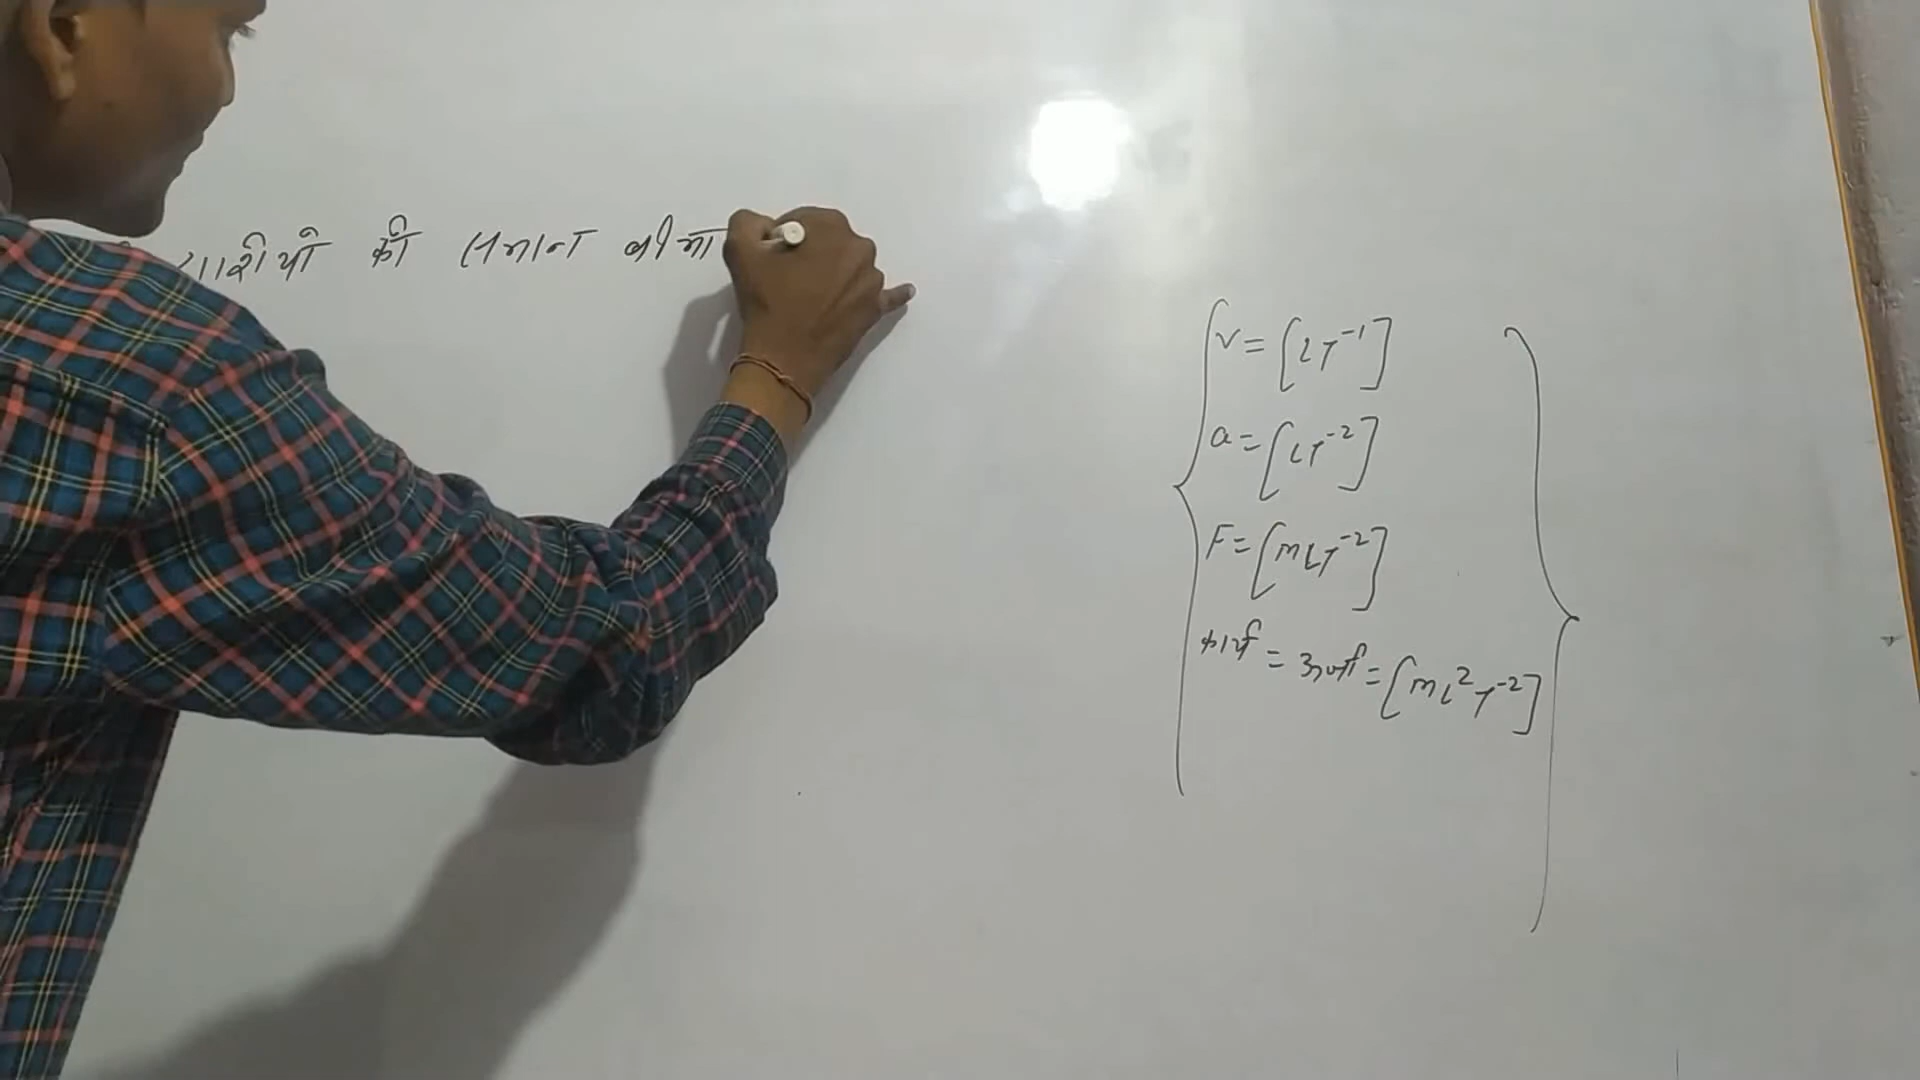 राशियों की समान वीमा
v = [LT⁻¹]
a = [LT⁻²]
F = [MLT⁻²]
कार्य = ऊर्जा = [ML²T⁻²]